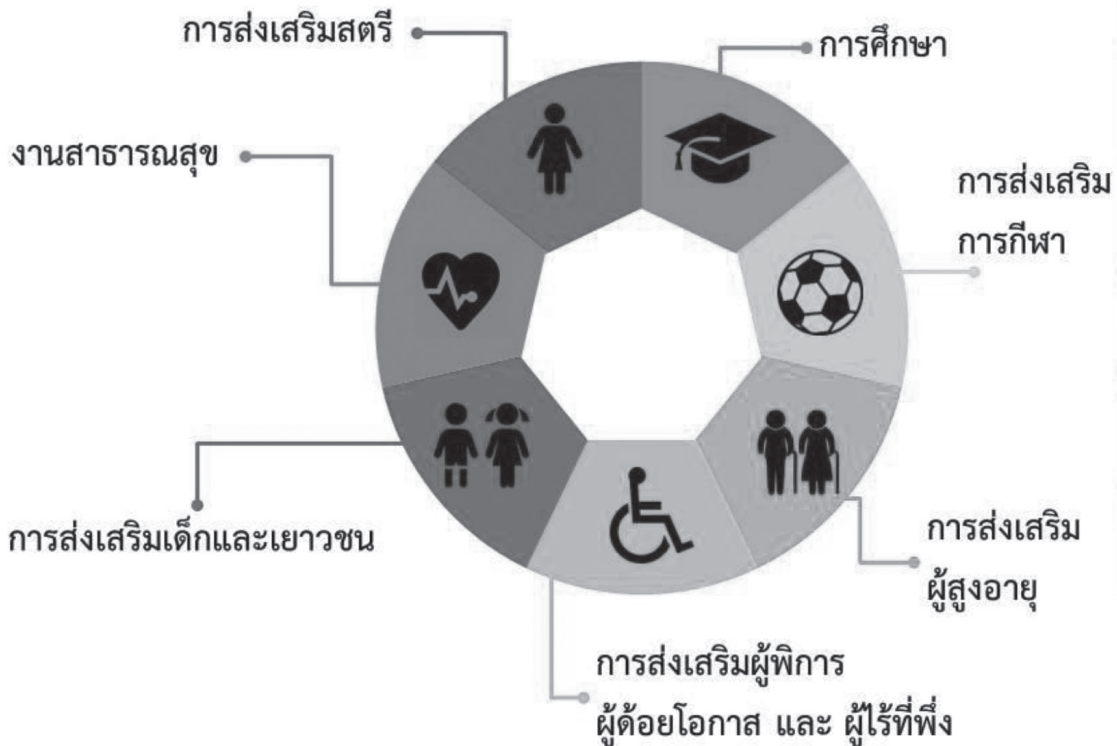 การส่งเสริมสตรี
การศึกษา
งานสาธารณสุข
การส่งเสริม
การกีฬา
การส่งเสริมเด็กและเยาวชน
การส่งเสริม
ผู้สูงอายุ
การส่งเสริมผู้พิการ
ผู้ด้อยโอกาส และ ผู้ไร้ที่พึ่ง